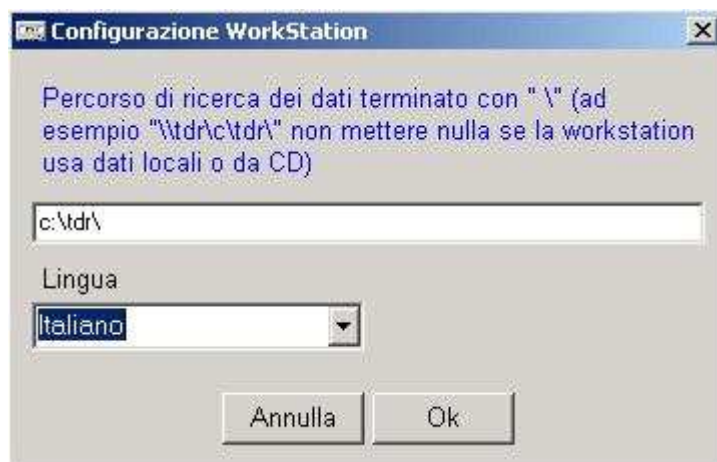 Configurazione WorkStation
Percorso di ricerca dei dati terminato con " \" (ad
esempio "\\tdr\c\tdr\" non mettere nulla se la workstation
usa dati locali o da CD)
c:\tdr\
Lingua
Italiano
Annulla Ok